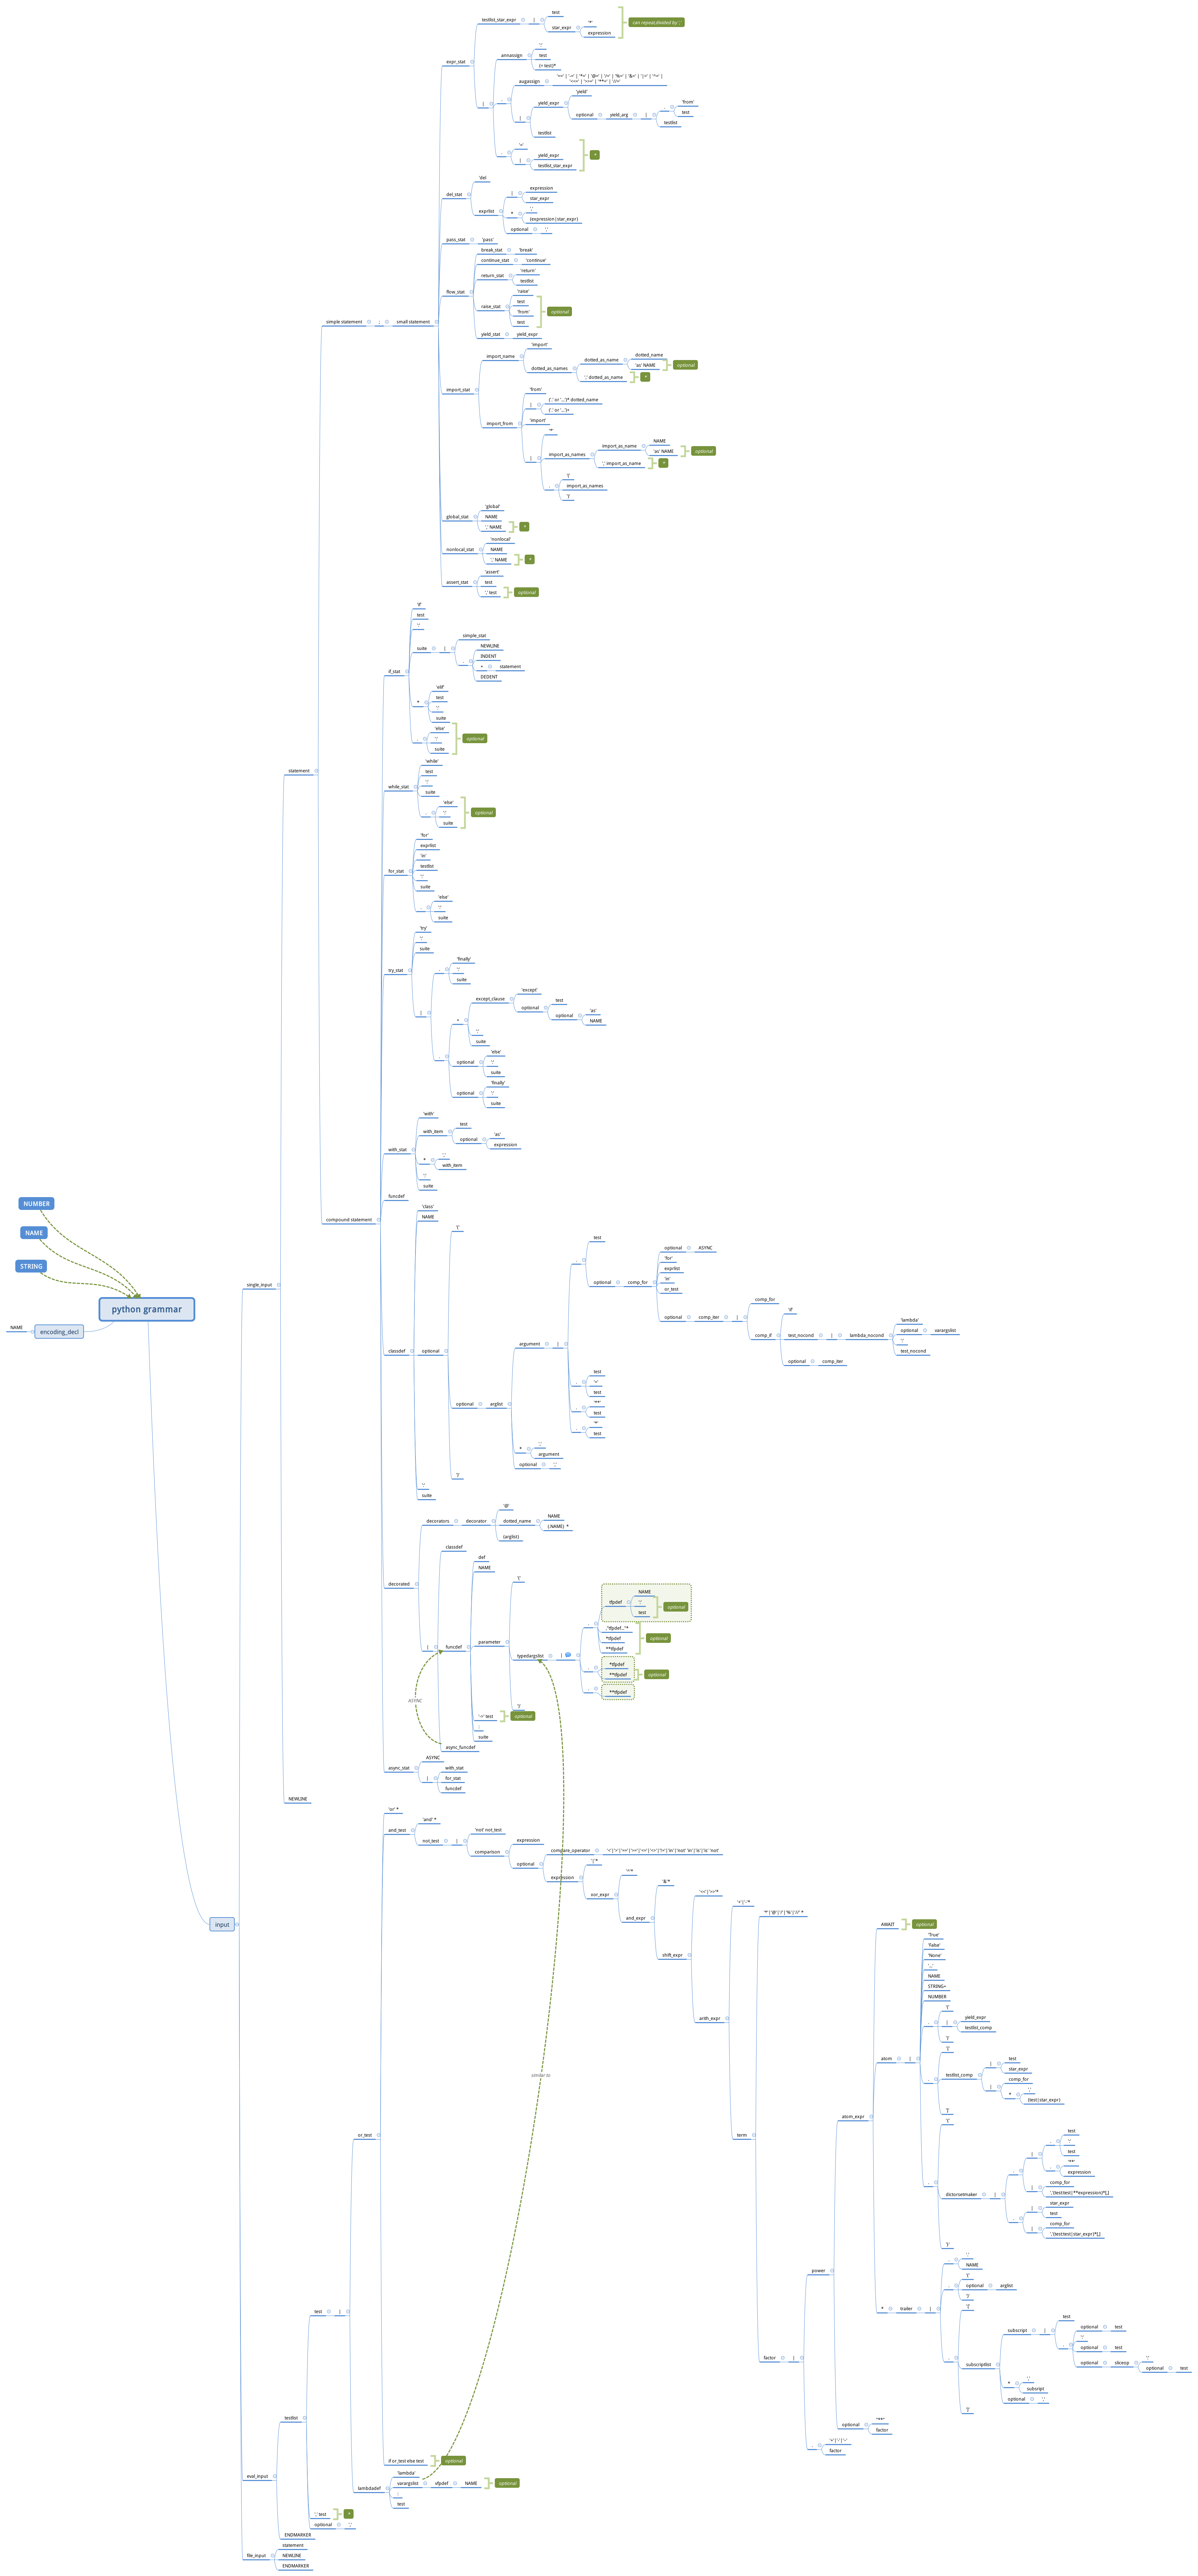 testlist_star_expr
|
test
star_expr
'*'
expression
can repeat,divided by ','
expr_stat
|
annassign
':'
test
(= test)*
augassign
'+=' | '-=' | '*=' | '@=' | '/=' | '%=' | '&=' | '|=' | '^=' |
'<<=' | '>>=' | '**=' | '//='
|
yield_expr
'yield'
optional
yield_arg
|
'from'
test
testlist
testlist
'='
|
yield_expr
testlist_star_expr
*
del_stat
'del'
exprlist
|
expression
star_expr
*
','
(expression|star_expr)
optional
','
pass_stat
'pass'
flow_stat
break_stat
'break'
continue_stat
'continue'
return_stat
'return'
testlist
raise_stat
'raise'
test
'from'
test
optional
yield_stat
yield_expr
simple statement
small statement
import_stat
import_name
'import'
dotted_as_names
dotted_as_name
dotted_name
'as' NAME
optional
',' dotted_as_name
*
import_from
'from'
|
('.' or '...')* dotted_name
('.' or '...')+
'import'
|
'*'
import_as_names
import_as_name
NAME
'as' NAME
optional
',' import_as_name
*
'('
import_as_names
')'
global_stat
'global'
NAME
',' NAME
*
nonlocal_stat
'nonlocal'
NAME
',' NAME
*
assert_stat
'assert'
test
',' test
optional
statement
if_stat
'if'
test
':'
suite
|
simple_stat
NEWLINE
INDENT
+
statement
DEDENT
*
'elif'
test
':'
suite
'else'
':'
suite
optional
while_stat
'while'
test
':'
suite
'else'
':'
suite
optional
for_stat
'for'
exprlist
'in'
testlist
':'
suite
'else'
':'
suite
try_stat
'try'
':'
suite
|
'finally'
':'
suite
+
except_clause
'except'
optional
test
optional
'as'
NAME
':'
suite
optional
'else'
':'
suite
optional
'finally'
':'
suite
with_stat
'with'
with_item
test
optional
'as'
expression
*
','
with_item
':'
suite
funcdef
compound statement
classdef
'class'
NAME
optional
'('
optional
arglist
argument
|
test
optional
comp_for
optional
ASYNC
'for'
exprlist
'in'
or_test
optional
comp_iter
|
comp_for
comp_if
'if'
test_nocond
|
lambda_nocond
'lambda'
optional
varargslist
':'
test_nocond
optional
comp_iter
test
'='
test
'**'
test
'*'
test
*
','
argument
optional
','
')'
':'
suite
decorated
decorators
decorator
'@'
dotted_name
NAME
(.NAME) *
(arglist)
|
classdef
funcdef
def
NAME
parameter
'('
typedargslist
|
tfpdef
NAME
':'
test
optional
,"tfpdef..."*
*tfpdef
**tfpdef
optional
*tfpdef
**tfpdef
optional
**tfpdef
')'
'->' test
optional
:
suite
async_funcdef
ASYNC
async_stat
ASYNC
|
with_stat
for_stat
funcdef
NUMBER
NAME
STRING
python grammar
NAME
encoding_decl
input
single_input
NEWLINE
eval_input
testlist
test
|
or_test
'or' *
and_test
'and' *
not_test
|
'not' not_test
comparison
expression
optional
compare_operator
'<'|'>'|'=='|'>='|'<='|'<>'|'!='|'in'|'not' 'in'|'is'|'is' 'not'
expression
'|'*
xor_expr
'^'*
and_expr
'&'*
shift_expr
'<<'|'>>'*
arith_expr
'+'|'-'*
term
'*'|'@'|'/'|'%'|'//' *
factor
|
power
atom_expr
AWAIT
optional
atom
|
'True'
'False'
'None'
'...'
NAME
STRING+
NUMBER
'('
|
yield_expr
testlist_comp
')'
'['
testlist_comp
|
test
star_expr
|
comp_for
*
','
(test|star_expr)
']'
'{'
dictorsetmaker
|
|
test
':'
test
'**'
expression
|
comp_for
','(test:test|**expression)*[,]
|
star_expr
test
|
comp_for
','(test:test|star_expr)*[,]
'}'
*
trailer
|
'.'
NAME
'('
optional
arglist
')'
'['
subscriptlist
subscript
|
test
optional
test
':'
optional
test
optional
sliceop
':'
optional
test
*
','
subsript
optional
','
']'
optional
'**'
factor
'+'|'-'|'~'
factor
similar to
if or_test else test
optional
lambdadef
'lambda'
varargslist
vfpdef
NAME
optional
:
test
',' test
*
optional
','
ENDMARKER
file_input
statement
NEWLINE
ENDMARKER